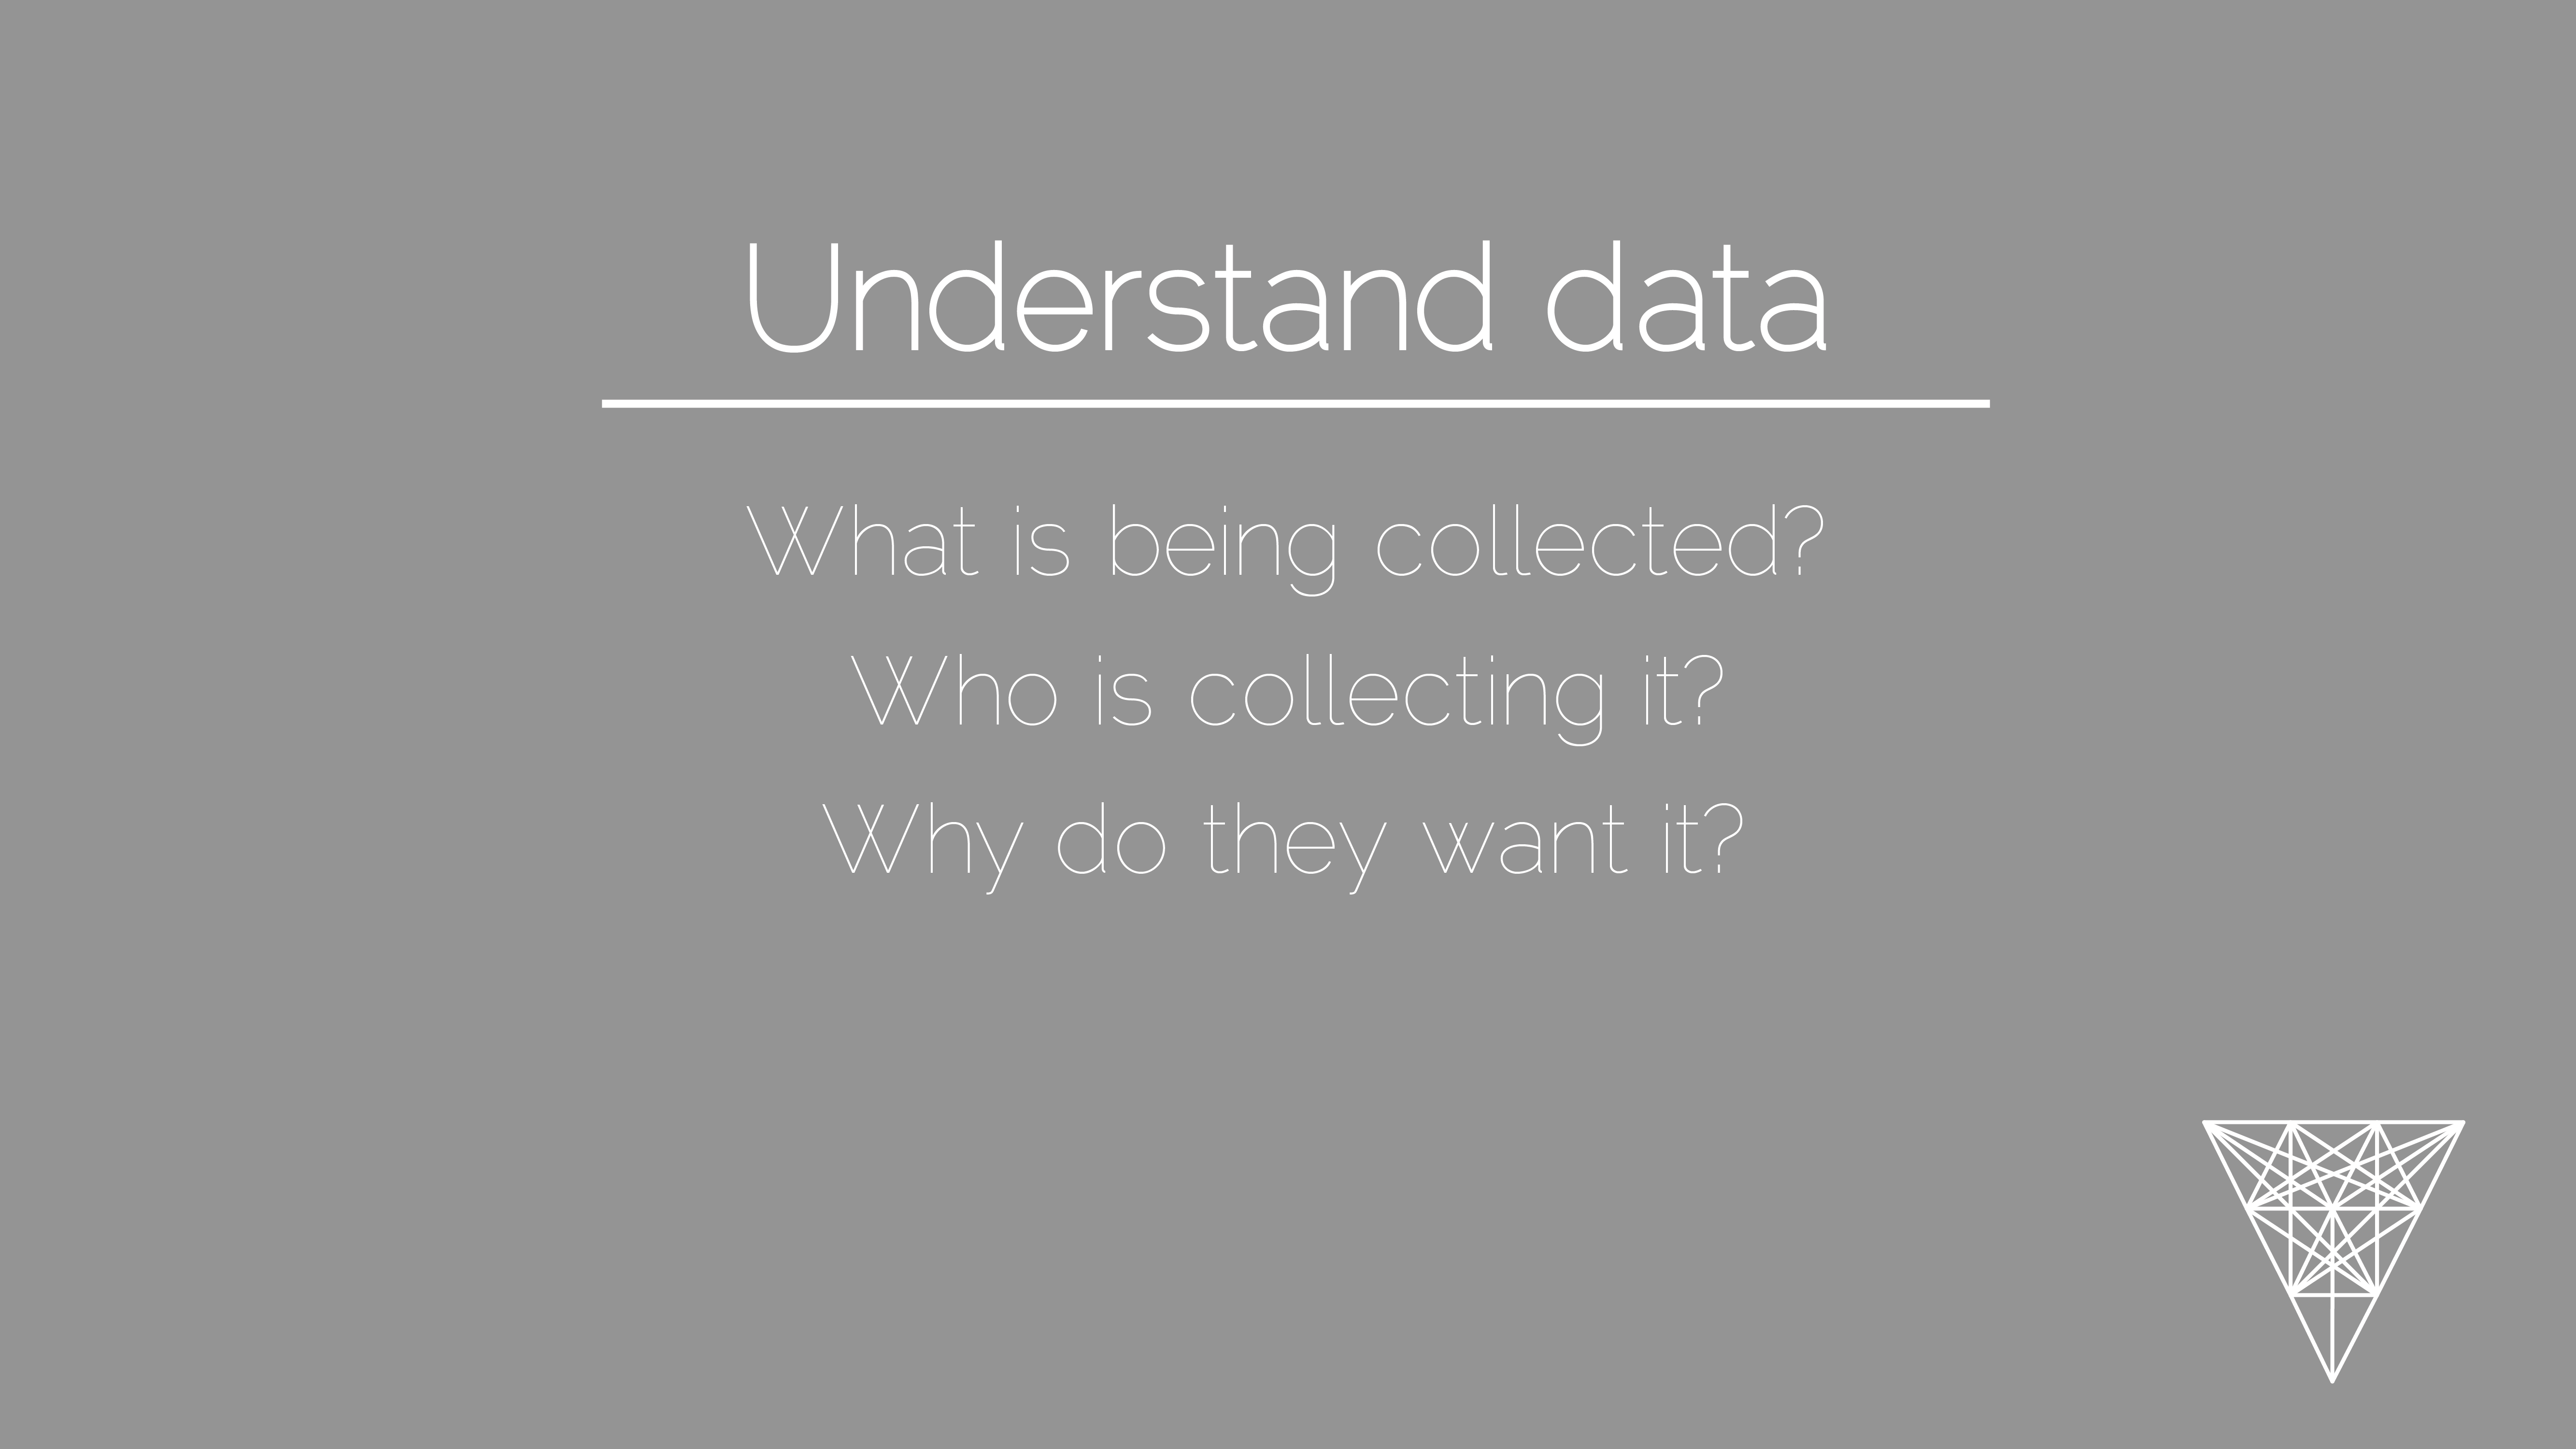 Understand data
What is being collected?
Who is collecting it?
Why do they want it?